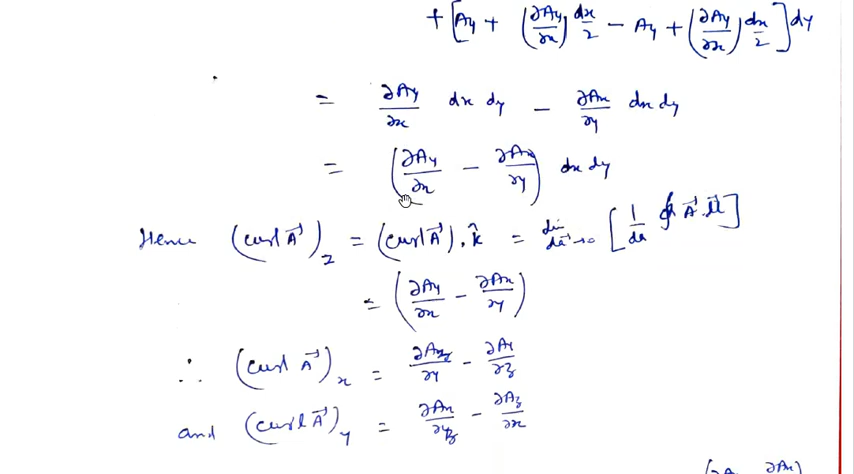 + [Ay + (∂Ay/∂x) dx/2 − Ay + (∂Ay/∂x) dx/2] dy
= ∂Ay/∂x dx dy − ∂Ax/∂y dx dy
= (∂Ay/∂x − ∂Ax/∂y) dx dy
Hence (curl A⃗)z = (curl A⃗) . k̂ = lim da⃗→0 [1/da ∮ A⃗ . dl⃗]
= (∂Ay/∂x − ∂Ax/∂y)
∴ (curl A⃗)x = ∂Az/∂y − ∂Ay/∂z
and (curl A⃗)y = ∂Ax/∂z − ∂Az/∂x